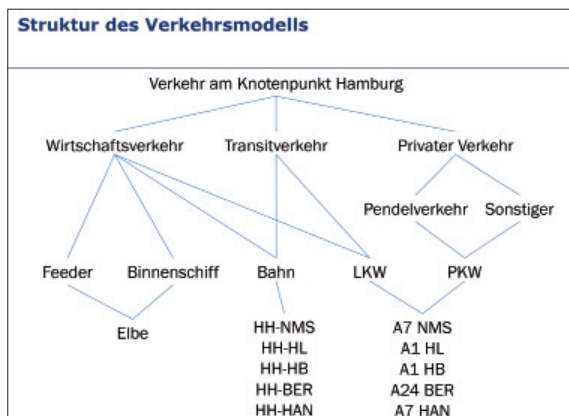 Struktur des Verkehrsmodells
Verkehr am Knotenpunkt Hamburg
Wirtschaftsverkehr Transitverkehr Privater Verkehr
Pendelverkehr Sonstiger
Feeder Binnenschiff Bahn LKW PKW
Elbe
HH-NMS A7 NMS
HH-HL A1 HL
HH-HB A1 HB
HH-BER A24 BER
HH-HAN A7 HAN